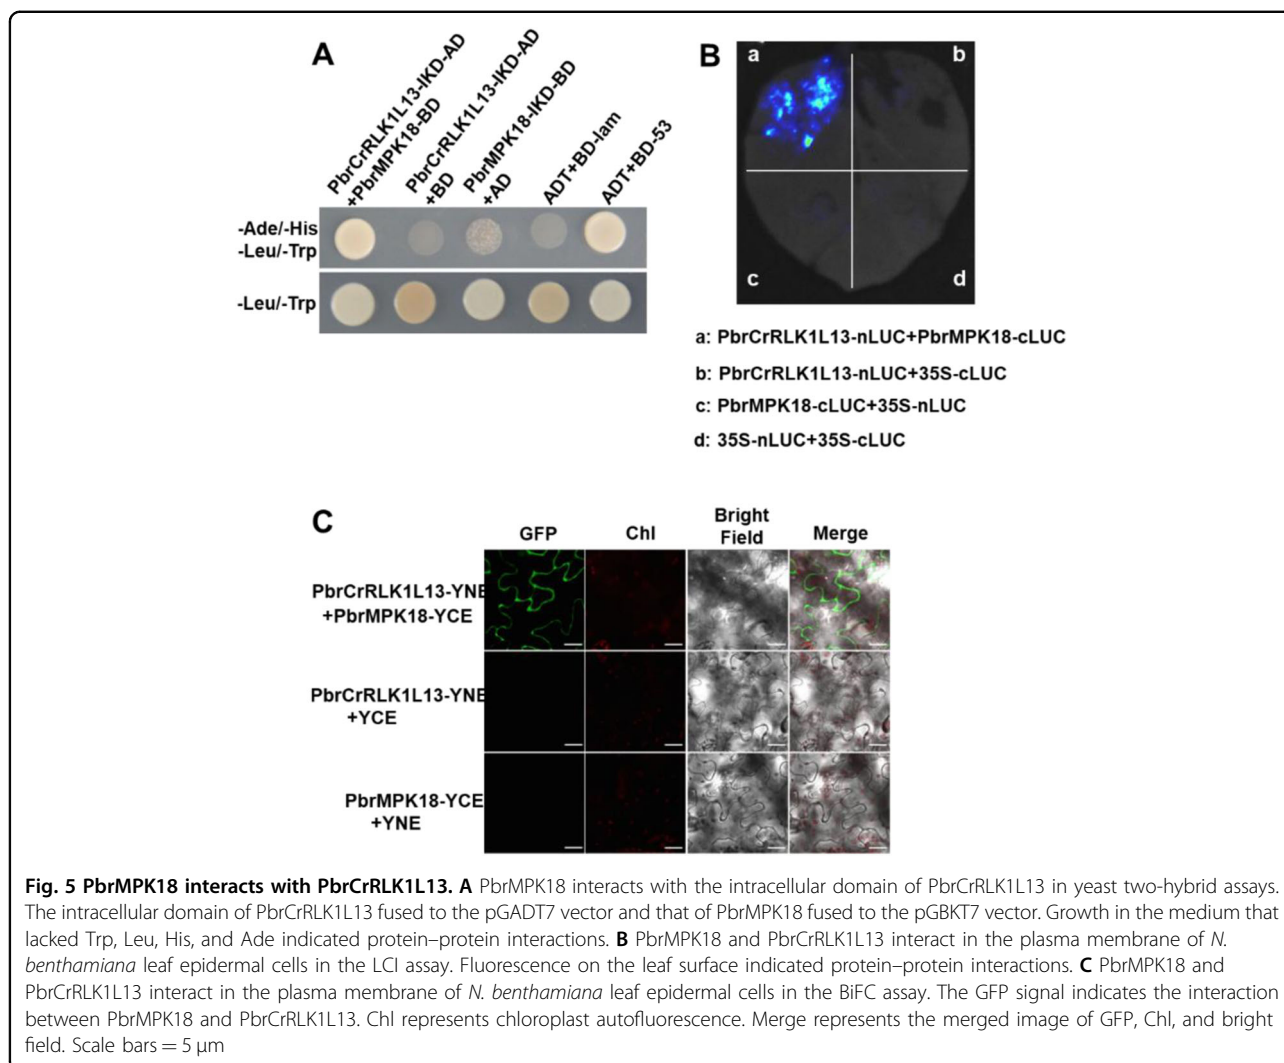 A
PbrCrRLK1L13-IKD-AD
+PbrMPK18-BD
PbrCrRLK1L13-IKD-AD
+BD
PbrMPK18-IKD-BD
+AD
ADT+BD-lam
ADT+BD-53
-Ade/-His
-Leu/-Trp
-Leu/-Trp
B
a
b
c
d
a: PbrCrRLK1L13-nLUC+PbrMPK18-cLUC
b: PbrCrRLK1L13-nLUC+35S-cLUC
c: PbrMPK18-cLUC+35S-nLUC
d: 35S-nLUC+35S-cLUC
C
GFP
Chl
Bright
Field
Merge
PbrCrRLK1L13-YNE
+PbrMPK18-YCE
PbrCrRLK1L13-YNE
+YCE
PbrMPK18-YCE
+YNE
Fig. 5 PbrMPK18 interacts with PbrCrRLK1L13. A PbrMPK18 interacts with the intracellular domain of PbrCrRLK1L13 in yeast two-hybrid assays.
The intracellular domain of PbrCrRLK1L13 fused to the pGADT7 vector and that of PbrMPK18 fused to the pGBKT7 vector. Growth in the medium that
lacked Trp, Leu, His, and Ade indicated protein–protein interactions. B PbrMPK18 and PbrCrRLK1L13 interact in the plasma membrane of N.
benthamiana leaf epidermal cells in the LCI assay. Fluorescence on the leaf surface indicated protein–protein interactions. C PbrMPK18 and
PbrCrRLK1L13 interact in the plasma membrane of N. benthamiana leaf epidermal cells in the BiFC assay. The GFP signal indicates the interaction
between PbrMPK18 and PbrCrRLK1L13. Chl represents chloroplast autofluorescence. Merge represents the merged image of GFP, Chl, and bright
field. Scale bars = 5 μm